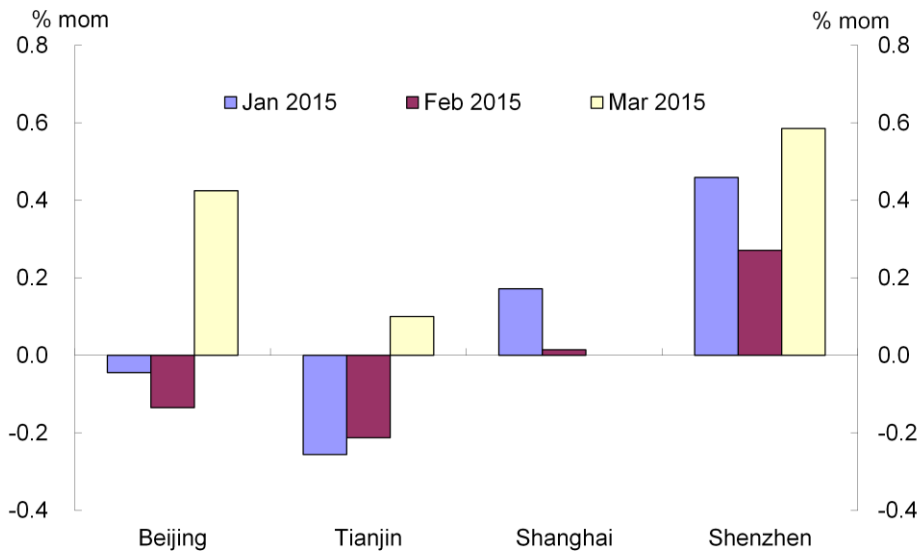 % mom % mom
0.8 0.8
Jan 2015 Feb 2015 Mar 2015
0.6 0.6
0.4 0.4
0.2 0.2
0.0 0.0
-0.2 -0.2
-0.4 -0.4
Beijing Tianjin Shanghai Shenzhen